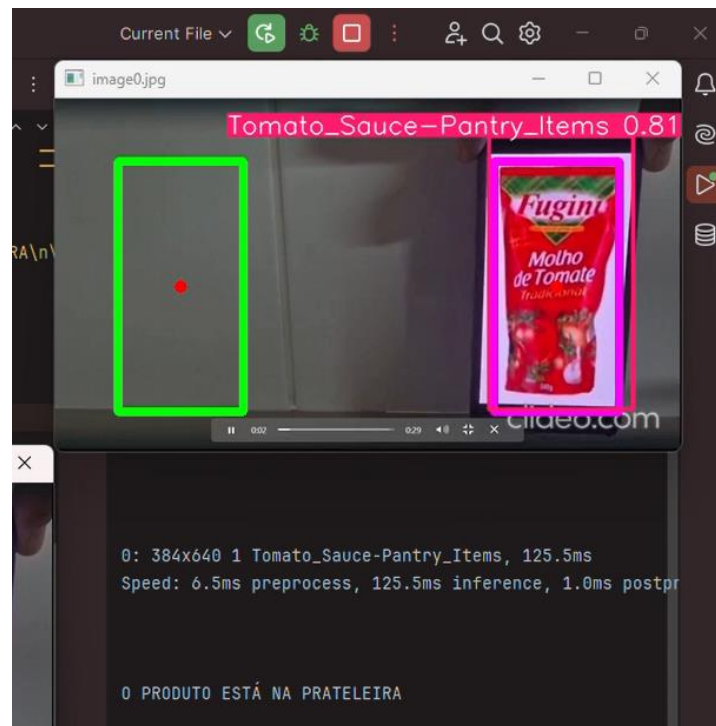 Current File
image0.jpg
Tomato_Sauce-Pantry_Items 0.81
RA\n\
Fugini
Molho
de Tomate
Tradicional
0:02
0:29
clideo.com
0: 384x640 1 Tomato_Sauce-Pantry_Items, 125.5ms
Speed: 6.5ms preprocess, 125.5ms inference, 1.0ms postpr
O PRODUTO ESTÁ NA PRATELEIRA